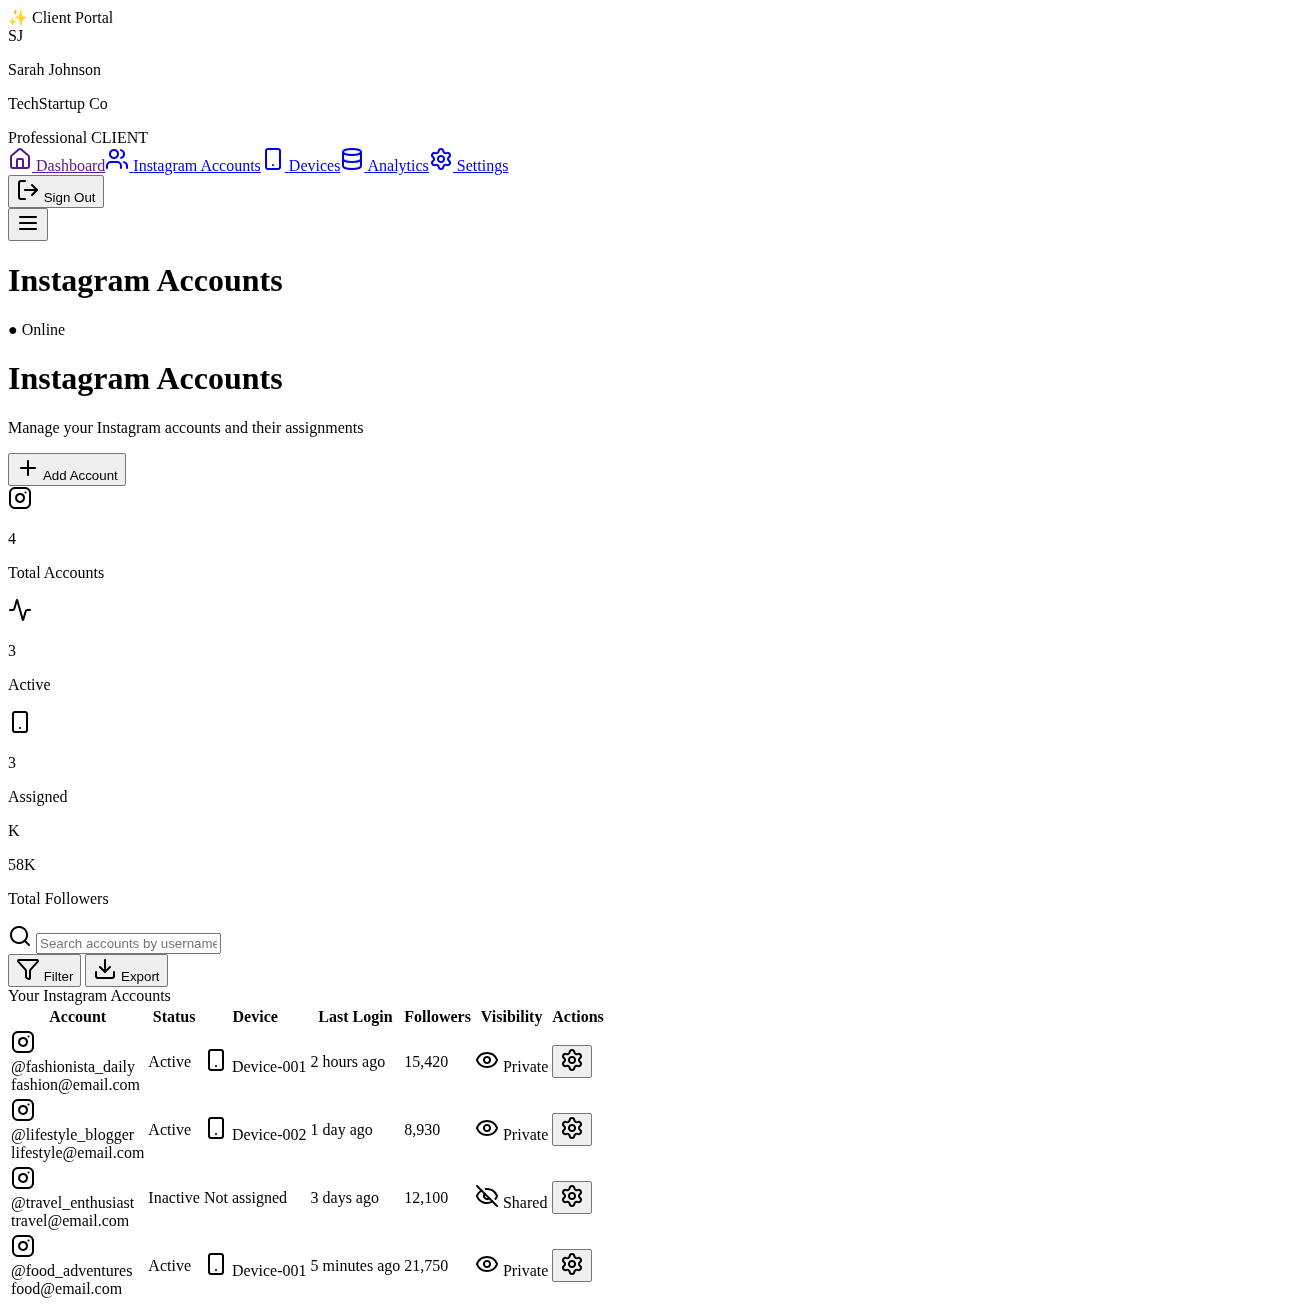 ✨ Client Portal
SJ
Sarah Johnson
TechStartup Co
Professional CLIENT
Dashboard Instagram Accounts Devices Analytics Settings
Sign Out
Instagram Accounts
● Online
Instagram Accounts
Manage your Instagram accounts and their assignments
Add Account
4
Total Accounts
3
Active
3
Assigned
K
58K
Total Followers
Search accounts by username
Filter Export
Your Instagram Accounts
Account Status Device Last Login Followers Visibility Actions
@fashionista_daily
fashion@email.com
Active Device-001 2 hours ago 15,420 Private
@lifestyle_blogger
lifestyle@email.com
Active Device-002 1 day ago 8,930 Private
@travel_enthusiast
travel@email.com
Inactive Not assigned 3 days ago 12,100 Shared
@food_adventures
food@email.com
Active Device-001 5 minutes ago 21,750 Private